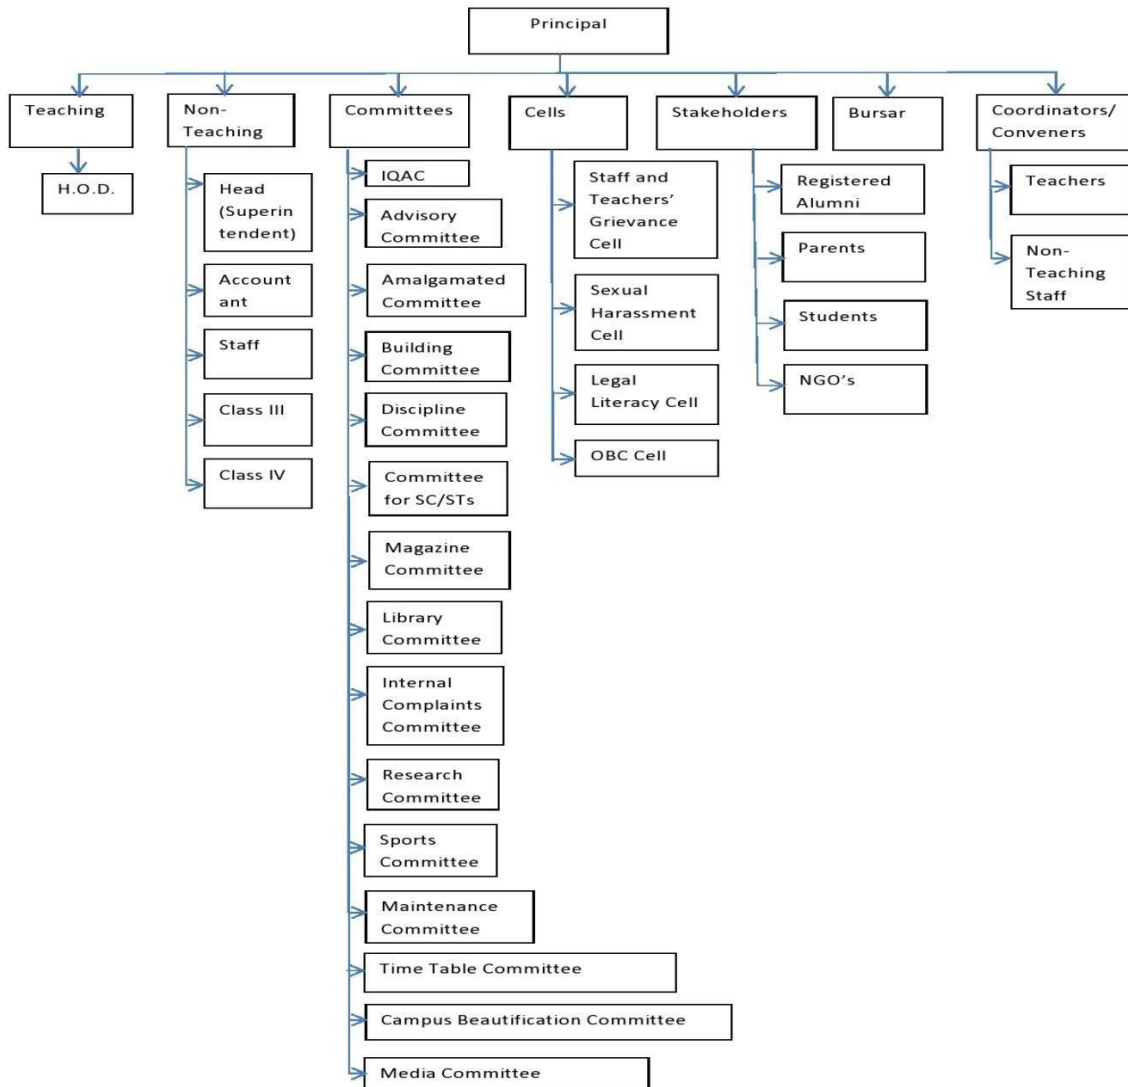 Principal
Teaching
Non-
Teaching
Committees
Cells
Stakeholders
Bursar
Coordinators/
Conveners
H.O.D.
Head
(Superin
tendent)
Account
ant
Staff
Class III
Class IV
IQAC
Advisory
Committee
Amalgamated
Committee
Building
Committee
Discipline
Committee
Committee
for SC/STs
Magazine
Committee
Library
Committee
Internal
Complaints
Committee
Research
Committee
Sports
Committee
Maintenance
Committee
Time Table Committee
Campus Beautification Committee
Media Committee
Staff and
Teachers’
Grievance
Cell
Sexual
Harassment
Cell
Legal
Literacy Cell
OBC Cell
Registered
Alumni
Parents
Students
NGO’s
Teachers
Non-
Teaching
Staff